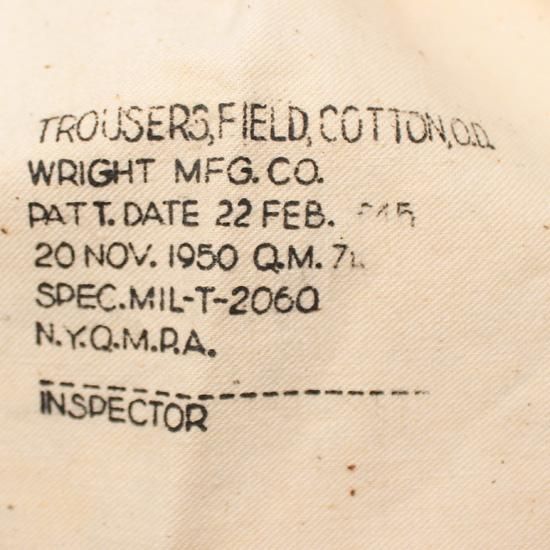 TROUSERS, FIELD, COTTON, O.D.
WRIGHT MFG. CO.
PATT. DATE 22 FEB.
20 NOV. 1950 Q.M.
SPEC. MIL-T-2060
N.Y.Q.M.P.A.
INSPECTOR